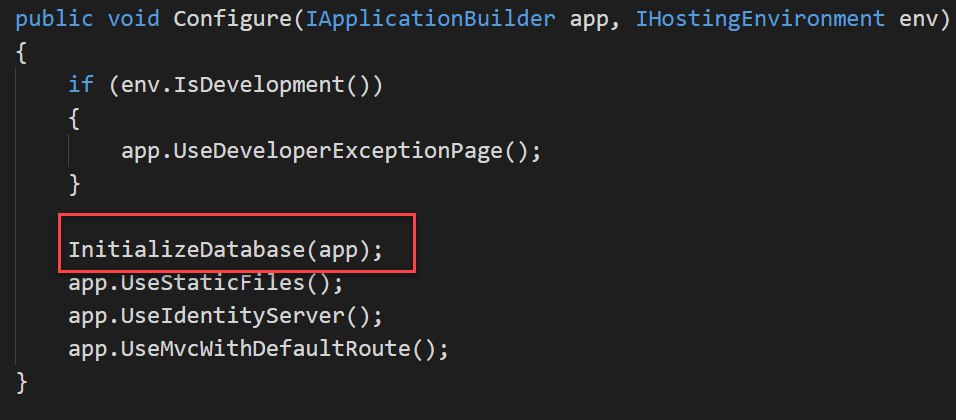 public void Configure(IApplicationBuilder app, IHostingEnvironment env)
{
if (env.IsDevelopment())
{
app.UseDeveloperExceptionPage();
}
InitializeDatabase(app);
app.UseStaticFiles();
app.UseIdentityServer();
app.UseMvcWithDefaultRoute();
}